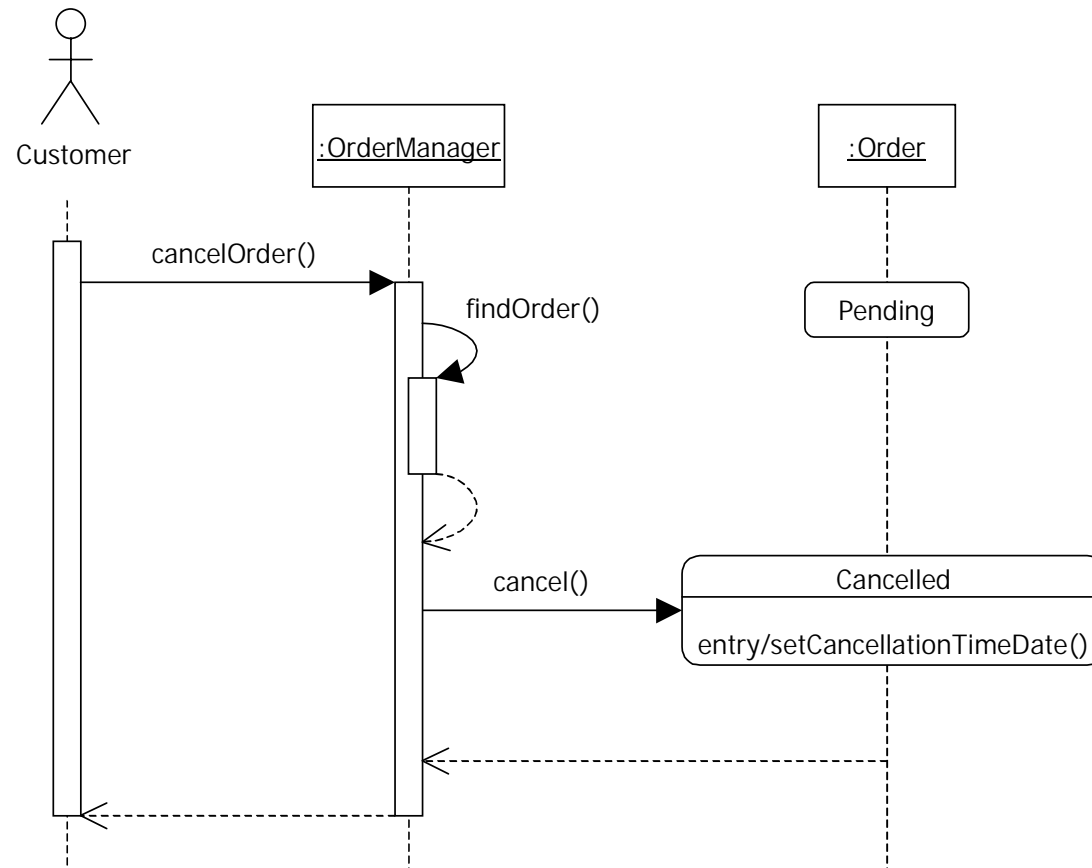 Customer
:OrderManager
:Order
cancelOrder()
findOrder()
Pending
cancel()
Cancelled
entry/setCancellationTimeDate()